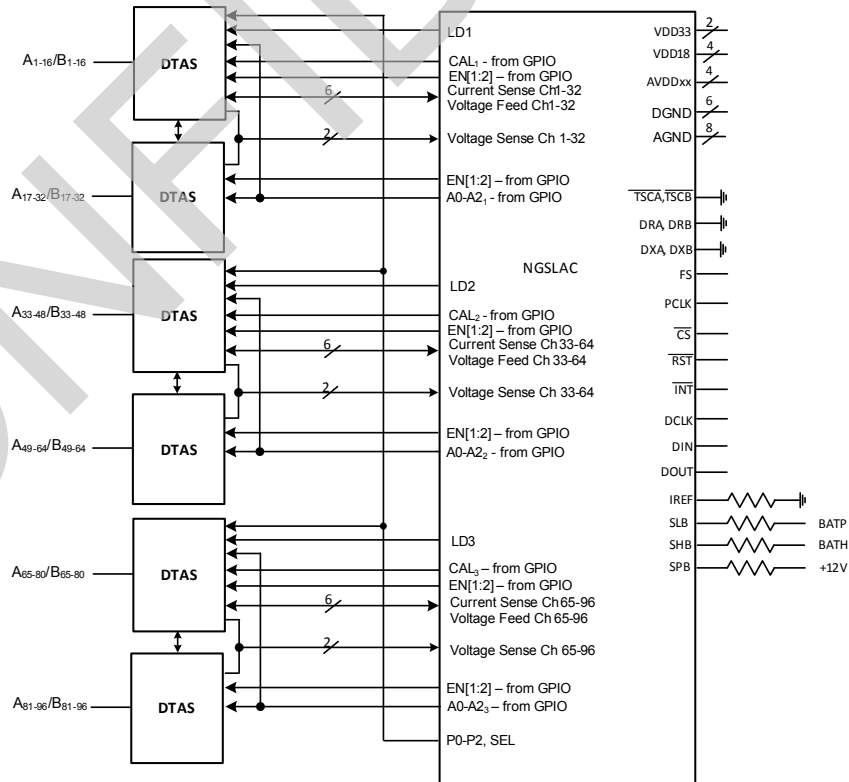 A1-16/B1-16
DTAS
LD1
CAL1 - from GPIO
EN[1:2] – from GPIO
6
Current Sense Ch1-32
Voltage Feed Ch1-32
2
Voltage Sense Ch 1-32
A17-32/B17-32
DTAS
EN[1:2] – from GPIO
A0-A21 - from GPIO
NGSLAC
A33-48/B33-48
DTAS
LD2
CAL2 - from GPIO
EN[1:2] – from GPIO
6
Current Sense Ch 33-64
Voltage Feed Ch 33-64
2
Voltage Sense Ch 33-64
A49-64/B49-64
DTAS
EN[1:2] – from GPIO
A0-A22 - from GPIO
A65-80/B65-80
DTAS
LD3
CAL3 – from GPIO
EN[1:2] – from GPIO
6
Current Sense Ch 65-96
Voltage Feed Ch 65-96
2
Voltage Sense Ch 65-96
A81-96/B81-96
DTAS
EN[1:2] – from GPIO
A0-A23 – from GPIO
P0-P2, SEL
VDD33 2
VDD18 4
AVDDxx 4
DGND 6
AGND 8
TSCA,TSCB
DRA, DRB
DXA, DXB
FS
PCLK
CS
RST
INT
DCLK
DIN
DOUT
IREF
SLB BATP
SHB BATH
SPB +12V